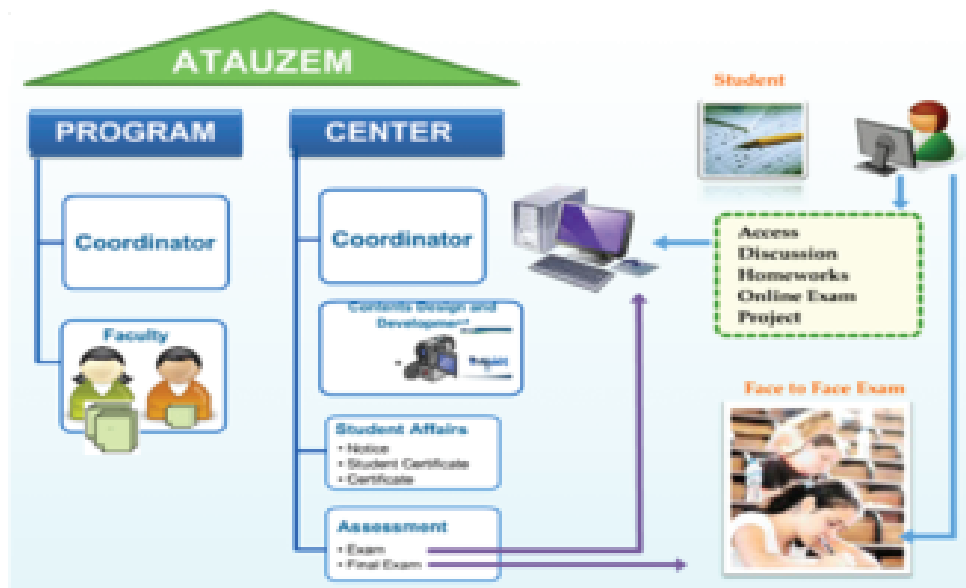 ATAUZEM
PROGRAM
CENTER
Student
Coordinator
Coordinator
Access
Discussion
Homeworks
Online Exam
Project
Contents Design and
Development
Faculty
Student Affairs
• Notice
• Student Certificate
• Certificate
Assessment
• Exam
• Final Exam
Face to Face Exam